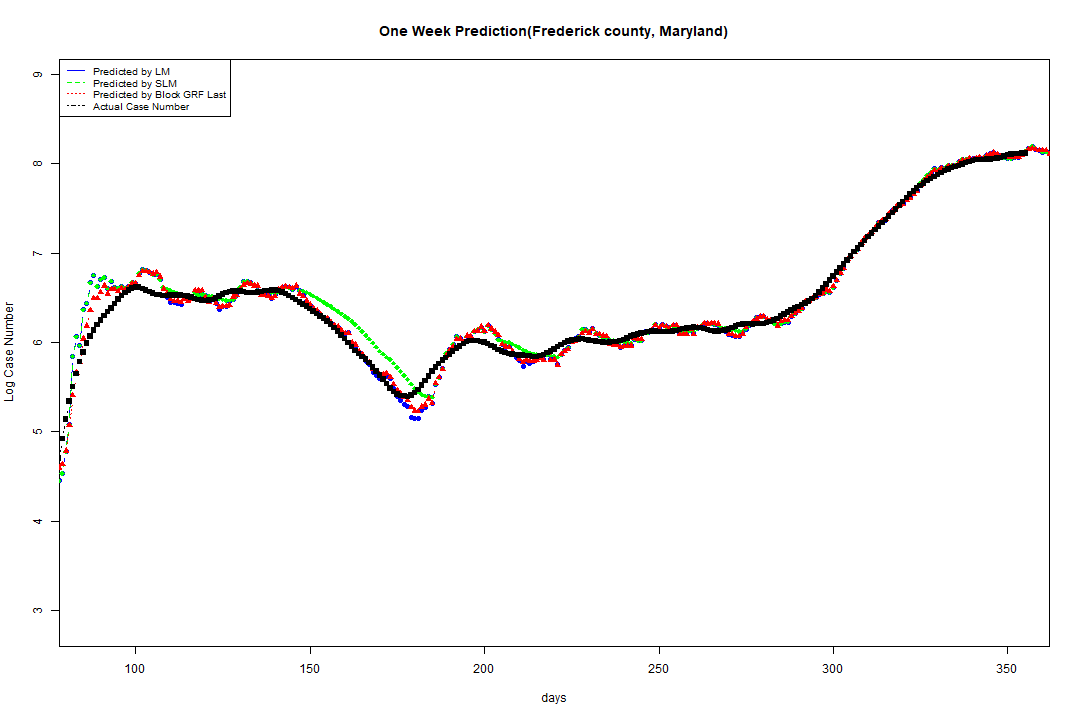 One Week Prediction(Frederick county, Maryland)
Predicted by LM
Predicted by SLM
Predicted by Block GRF Last
Actual Case Number
9
8
7
6
5
4
3
Log Case Number
100 150 200 250 300 350
days